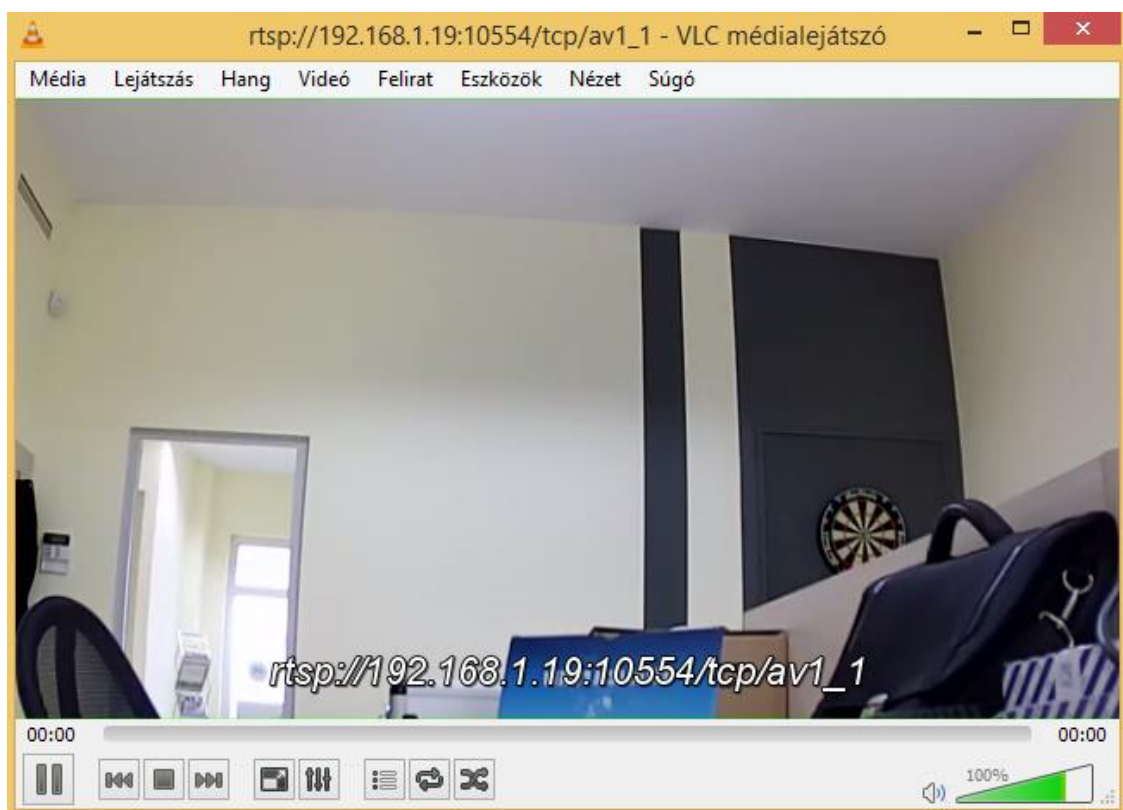 rtsp://192.168.1.19:10554/tcp/av1_1 - VLC médialejátszó
Média Lejátszás Hang Videó Felirat Eszközök Nézet Súgó
rtsp://192.168.1.19:10554/tcp/av1_1
00:00 00:00
100%